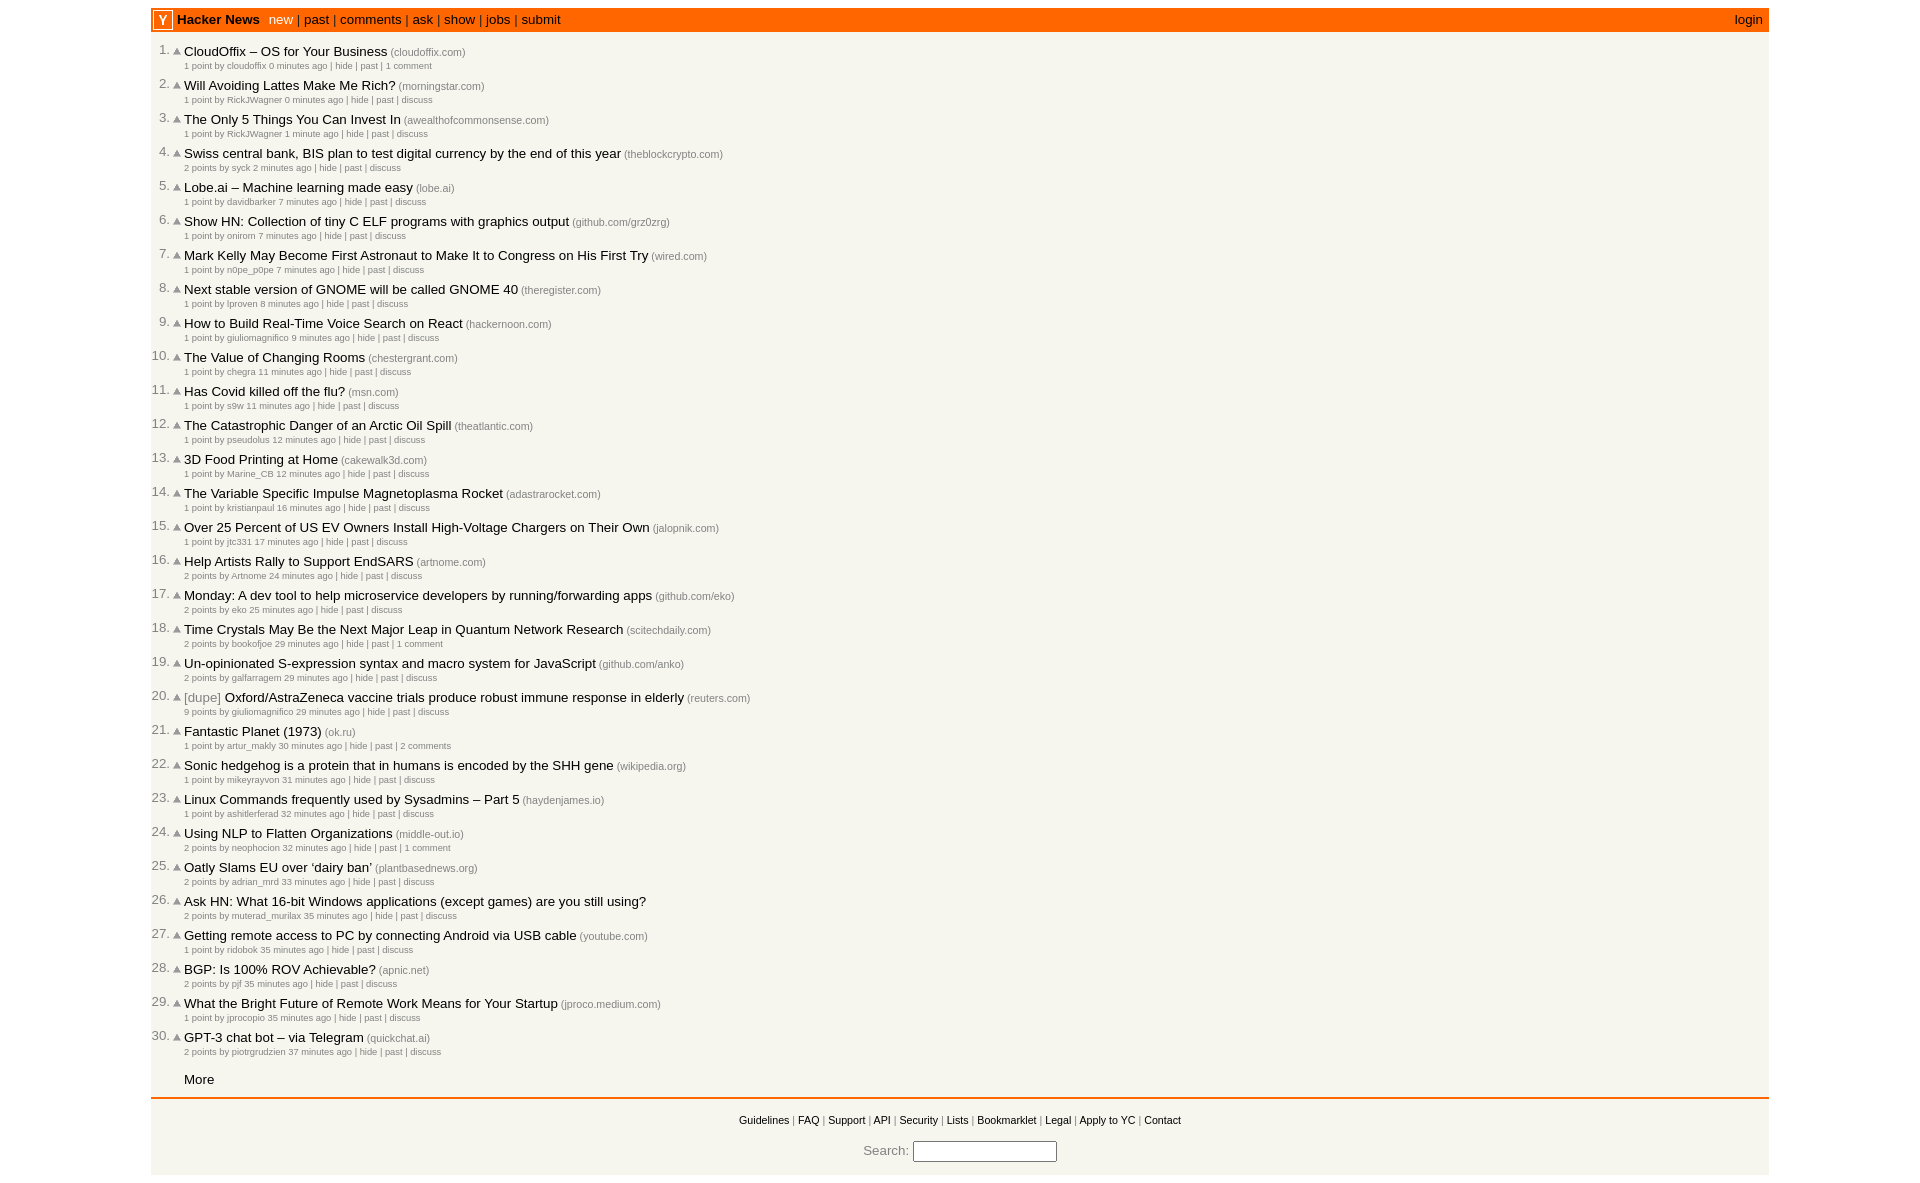 Y Hacker News new | past | comments | ask | show | jobs | submit login
1. CloudOffix – OS for Your Business (cloudoffix.com)
1 point by cloudoffix 0 minutes ago | hide | past | 1 comment
2. Will Avoiding Lattes Make Me Rich? (morningstar.com)
1 point by RickJWagner 0 minutes ago | hide | past | discuss
3. The Only 5 Things You Can Invest In (awealthofcommonsense.com)
1 point by RickJWagner 1 minute ago | hide | past | discuss
4. Swiss central bank, BIS plan to test digital currency by the end of this year (theblockcrypto.com)
2 points by syck 2 minutes ago | hide | past | discuss
5. Lobe.ai – Machine learning made easy (lobe.ai)
1 point by davidbarker 7 minutes ago | hide | past | discuss
6. Show HN: Collection of tiny C ELF programs with graphics output (github.com/grz0zrg)
1 point by onirom 7 minutes ago | hide | past | discuss
7. Mark Kelly May Become First Astronaut to Make It to Congress on His First Try (wired.com)
1 point by n0pe_p0pe 7 minutes ago | hide | past | discuss
8. Next stable version of GNOME will be called GNOME 40 (theregister.com)
1 point by lproven 8 minutes ago | hide | past | discuss
9. How to Build Real-Time Voice Search on React (hackernoon.com)
1 point by giuliomagnifico 9 minutes ago | hide | past | discuss
10. The Value of Changing Rooms (chestergrant.com)
1 point by chegra 11 minutes ago | hide | past | discuss
11. Has Covid killed off the flu? (msn.com)
1 point by s9w 11 minutes ago | hide | past | discuss
12. The Catastrophic Danger of an Arctic Oil Spill (theatlantic.com)
1 point by pseudolus 12 minutes ago | hide | past | discuss
13. 3D Food Printing at Home (cakewalk3d.com)
1 point by Marine_CB 12 minutes ago | hide | past | discuss
14. The Variable Specific Impulse Magnetoplasma Rocket (adastrarocket.com)
1 point by kristianpaul 16 minutes ago | hide | past | discuss
15. Over 25 Percent of US EV Owners Install High-Voltage Chargers on Their Own (jalopnik.com)
1 point by jtc331 17 minutes ago | hide | past | discuss
16. Help Artists Rally to Support EndSARS (artnome.com)
2 points by Artnome 24 minutes ago | hide | past | discuss
17. Monday: A dev tool to help microservice developers by running/forwarding apps (github.com/eko)
2 points by eko 25 minutes ago | hide | past | discuss
18. Time Crystals May Be the Next Major Leap in Quantum Network Research (scitechdaily.com)
2 points by bookofjoe 29 minutes ago | hide | past | 1 comment
19. Un-opinionated S-expression syntax and macro system for JavaScript (github.com/anko)
2 points by galfarragem 29 minutes ago | hide | past | discuss
20. [dupe] Oxford/AstraZeneca vaccine trials produce robust immune response in elderly (reuters.com)
9 points by giuliomagnifico 29 minutes ago | hide | past | discuss
21. Fantastic Planet (1973) (ok.ru)
1 point by artur_makly 30 minutes ago | hide | past | 2 comments
22. Sonic hedgehog is a protein that in humans is encoded by the SHH gene (wikipedia.org)
1 point by mikeyrayvon 31 minutes ago | hide | past | discuss
23. Linux Commands frequently used by Sysadmins – Part 5 (haydenjames.io)
1 point by ashitlerferad 32 minutes ago | hide | past | discuss
24. Using NLP to Flatten Organizations (middle-out.io)
2 points by neophocion 32 minutes ago | hide | past | 1 comment
25. Oatly Slams EU over ‘dairy ban’ (plantbasednews.org)
2 points by adrian_mrd 33 minutes ago | hide | past | discuss
26. Ask HN: What 16-bit Windows applications (except games) are you still using?
2 points by muterad_murilax 35 minutes ago | hide | past | discuss
27. Getting remote access to PC by connecting Android via USB cable (youtube.com)
1 point by ridobok 35 minutes ago | hide | past | discuss
28. BGP: Is 100% ROV Achievable? (apnic.net)
2 points by pjf 35 minutes ago | hide | past | discuss
29. What the Bright Future of Remote Work Means for Your Startup (jproco.medium.com)
1 point by jprocopio 35 minutes ago | hide | past | discuss
30. GPT-3 chat bot – via Telegram (quickchat.ai)
2 points by piotrgrudzien 37 minutes ago | hide | past | discuss
More
Guidelines | FAQ | Support | API | Security | Lists | Bookmarklet | Legal | Apply to YC | Contact
Search: